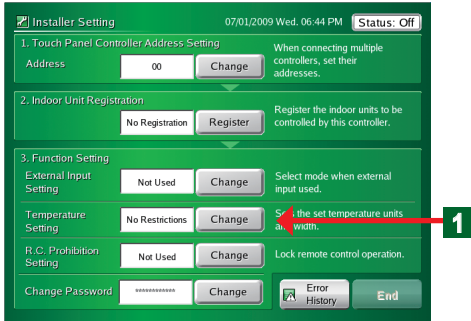 Installer Setting 07/01/2009 Wed. 06:44 PM Status: Off
1. Touch Panel Controller Address Setting
Address 00 Change
When connecting multiple
controllers, set their
addresses.
2. Indoor Unit Registration
No Registration Register
Register the indoor units to be
controlled by this controller.
3. Function Setting
External Input
Setting
Not Used Change
Select mode when external
input used.
Temperature
Setting
No Restrictions Change
the set temperature units
width.
1
R.C. Prohibition
Setting
Not Used Change
Lock remote control operation.
Change Password ************ Change
Error
History
End